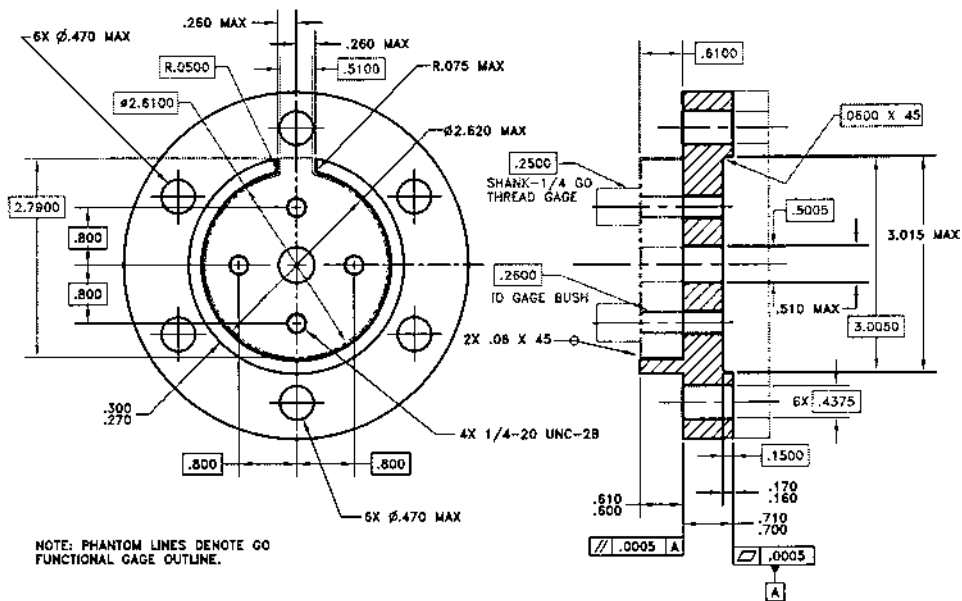 .260 MAX
6X Ø.470 MAX
.260 MAX
R.0500
.5100
R.075 MAX
ø2.6100
Ø2.620 MAX
2.7900
.800
.800
.300
.270
4X 1/4-20 UNC-2B
.800
.800
6X Ø.470 MAX
NOTE: PHANTOM LINES DENOTE GO
FUNCTIONAL GAGE OUTLINE.
.6100
.0600 X 45
.2500
SHANK-1/4 GO
THREAD GAGE
.5005
3.015 MAX
.2600
ID GAGE BUSH
.510 MAX
3.0050
2X .08 X 45
6X .4375
.1500
.610
.600
.170
.160
.710
.700
// .0005 A
⏥ .0005
A